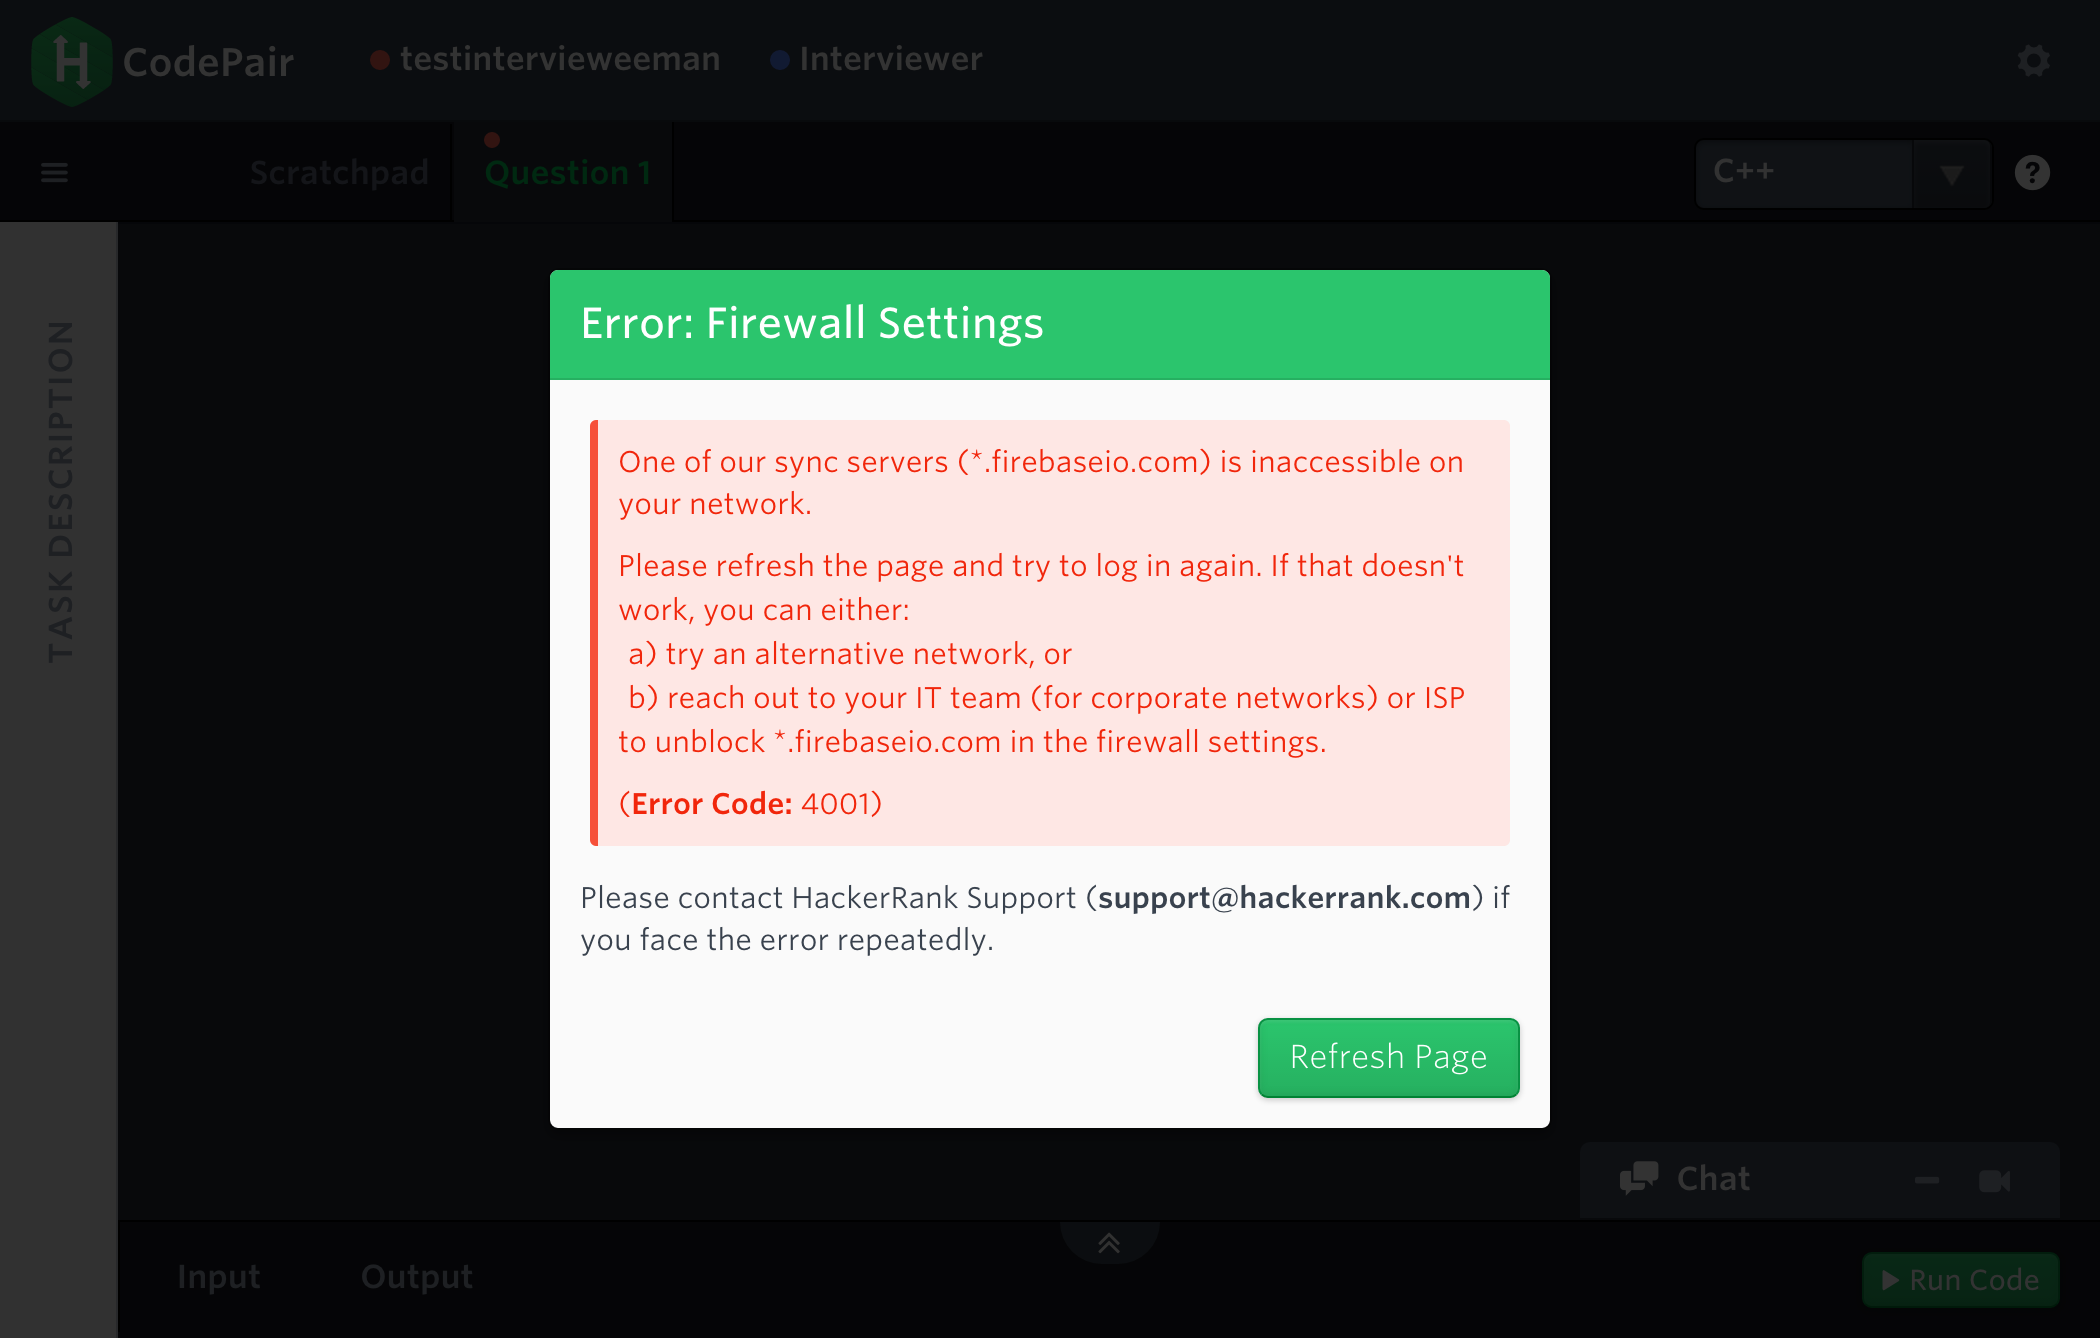 H CodePair testintervieweeman Interviewer
Scratchpad Question 1 C++ ?
TASK DESCRIPTION
Error: Firewall Settings
One of our sync servers (*.firebaseio.com) is inaccessible on
your network.
Please refresh the page and try to log in again. If that doesn't
work, you can either:
a) try an alternative network, or
b) reach out to your IT team (for corporate networks) or ISP
to unblock *.firebaseio.com in the firewall settings.
(Error Code: 4001)
Please contact HackerRank Support (support@hackerrank.com) if
you face the error repeatedly.
Refresh Page
Chat
Input Output Run Code